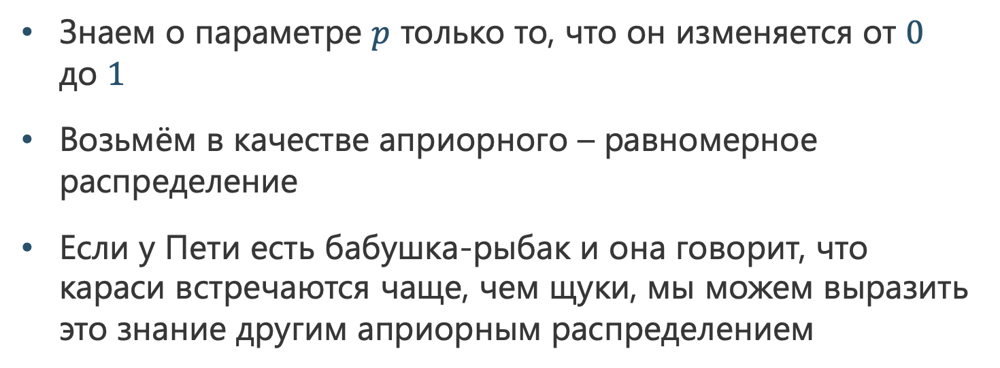 • Знаем о параметре p только то, что он изменяется от 0
до 1
• Возьмём в качестве априорного – равномерное
распределение
• Если у Пети есть бабушка-рыбак и она говорит, что
караси встречаются чаще, чем щуки, мы можем выразить
это знание другим априорным распределением